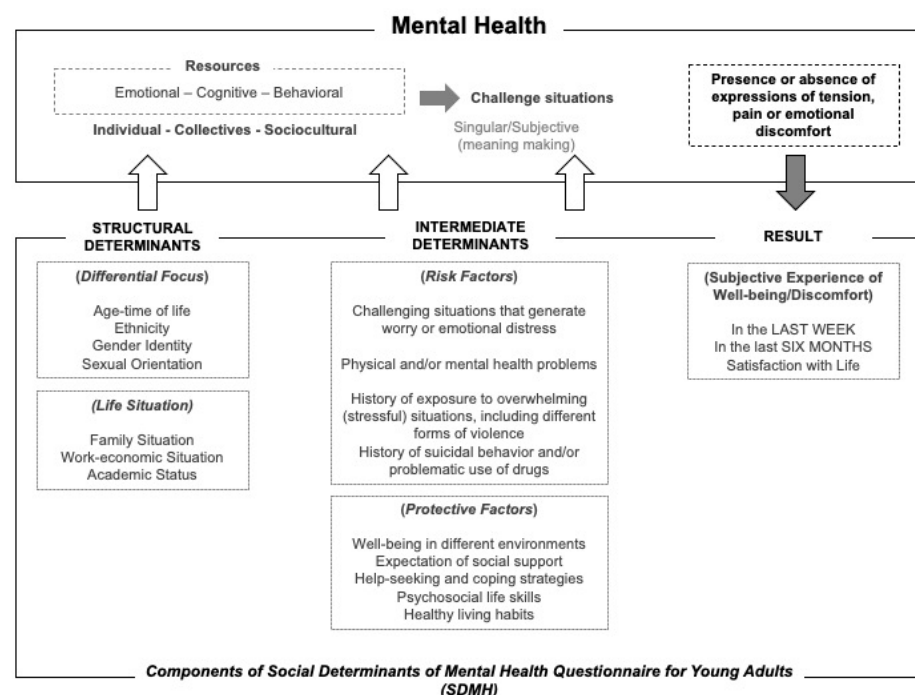 Mental Health
Resources
Emotional – Cognitive – Behavioral
Individual - Collectives - Sociocultural
Challenge situations
Singular/Subjective
(meaning making)
Presence or absence of
expressions of tension,
pain or emotional
discomfort
STRUCTURAL
DETERMINANTS
(Differential Focus)
Age-time of life
Ethnicity
Gender Identity
Sexual Orientation
(Life Situation)
Family Situation
Work-economic Situation
Academic Status
INTERMEDIATE
DETERMINANTS
(Risk Factors)
Challenging situations that generate
worry or emotional distress
Physical and/or mental health problems
History of exposure to overwhelming
(stressful) situations, including different
forms of violence
History of suicidal behavior and/or
problematic use of drugs
(Protective Factors)
Well-being in different environments
Expectation of social support
Help-seeking and coping strategies
Psychosocial life skills
Healthy living habits
RESULT
(Subjective Experience of
Well-being/Discomfort)
In the LAST WEEK
In the last SIX MONTHS
Satisfaction with Life
Components of Social Determinants of Mental Health Questionnaire for Young Adults
(SDMH)